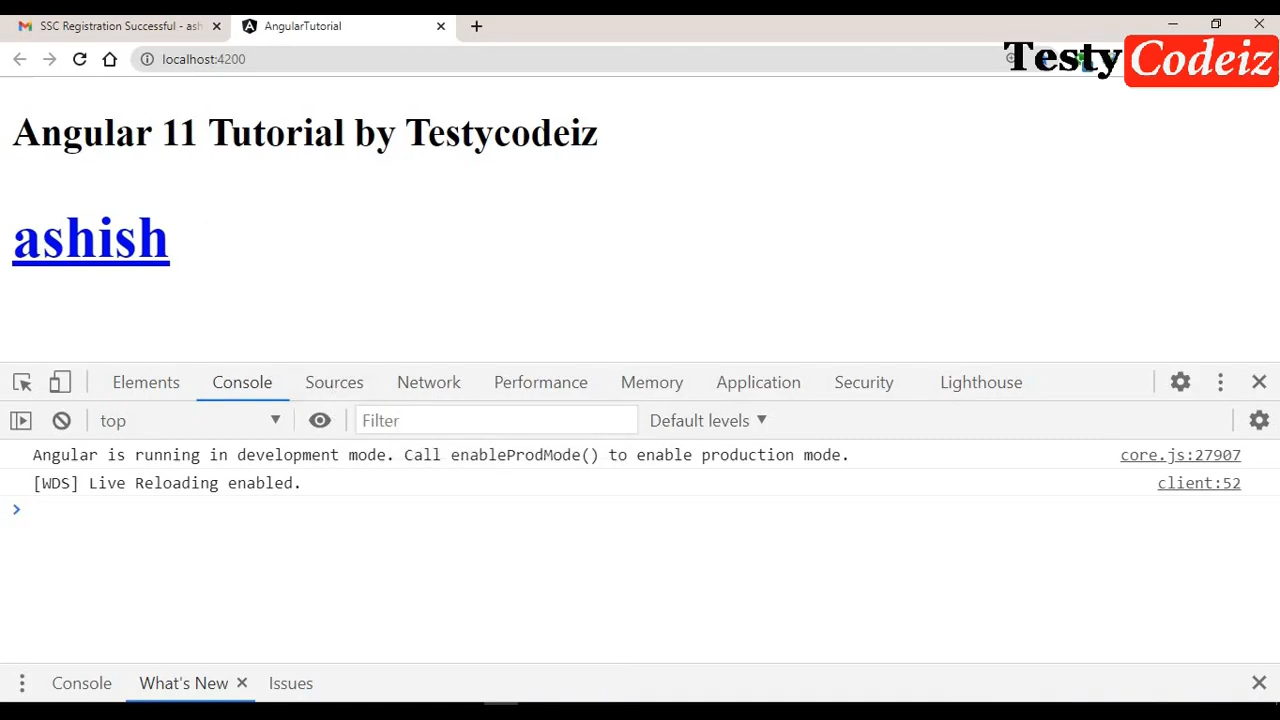 SSC Registration Successful - ash
AngularTutorial
localhost:4200
Testy Codeiz
Angular 11 Tutorial by Testycodeiz
ashish
Elements Console Sources Network Performance Memory Application Security Lighthouse
top Filter Default levels
Angular is running in development mode. Call enableProdMode() to enable production mode. core.js:27907
[WDS] Live Reloading enabled. client:52
Console What's New Issues